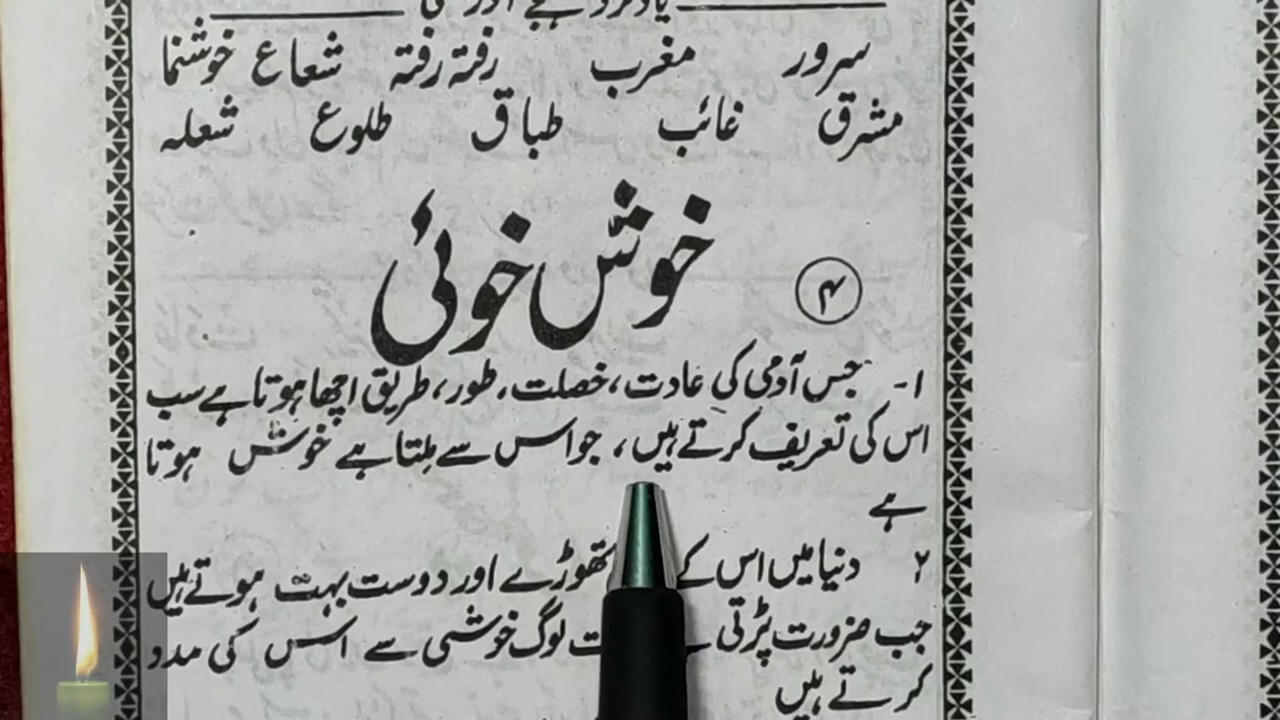 سرور مغرب رفتہ رفتہ شعاع خوشنما
مشرق غائب طباق طلوع شعلہ
۴ خوش خوئی
۱- جس آدمی کی عادت، خصلت، طور، طریق اچھا ہوتا ہے سب
اس کی تعریف کرتے ہیں، جو اس سے ملتا ہے خوش ہوتا
ہے
۲ دنیا میں اس کے تھوڑے اور دوست بہت ہوتے ہیں
جب ضرورت پڑتی لوگ خوشی سے اس کی مدد
کرتے ہیں